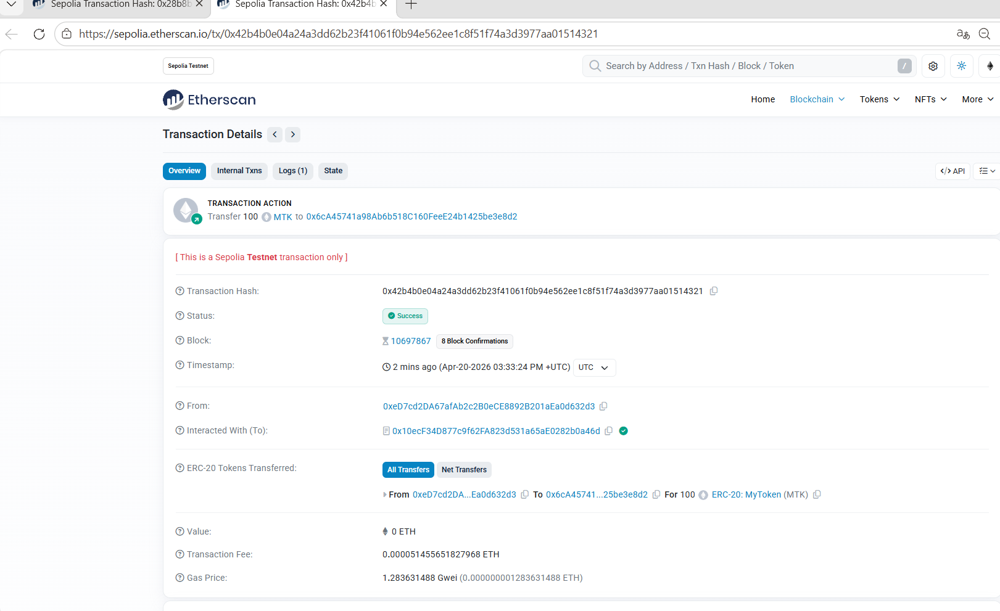 Sepolia Transaction Hash: 0x28b8b
Sepolia Transaction Hash: 0x42b4b
https://sepolia.etherscan.io/tx/0x42b4b0e04a24a3dd62b23f41061f0b94e562ee1c8f51f74a3d3977aa01514321
Sepolia Testnet
Search by Address / Txn Hash / Block / Token
/
Etherscan
Home Blockchain Tokens NFTs More
Transaction Details
Overview Internal Txns Logs (1) State
API
TRANSACTION ACTION
Transfer 100 MTK to 0x6cA45741a98Ab6b518C160FeeE24b1425be3e8d2
[ This is a Sepolia Testnet transaction only ]
Transaction Hash: 0x42b4b0e04a24a3dd62b23f41061f0b94e562ee1c8f51f74a3d3977aa01514321
Status: Success
Block: 10697867 8 Block Confirmations
Timestamp: 2 mins ago (Apr-20-2026 03:33:24 PM +UTC) UTC
From: 0xeD7cd2DA67afAb2c2B0eCE8892B201aEa0d632d3
Interacted With (To): 0x10ecF34D877c9f62FA823d531a65aE0282b0a46d
ERC-20 Tokens Transferred: All Transfers Net Transfers
From 0xeD7cd2DA...Ea0d632d3 To 0x6cA45741...25be3e8d2 For 100 ERC-20: MyToken (MTK)
Value: 0 ETH
Transaction Fee: 0.000051455651827968 ETH
Gas Price: 1.283631488 Gwei (0.000000001283631488 ETH)